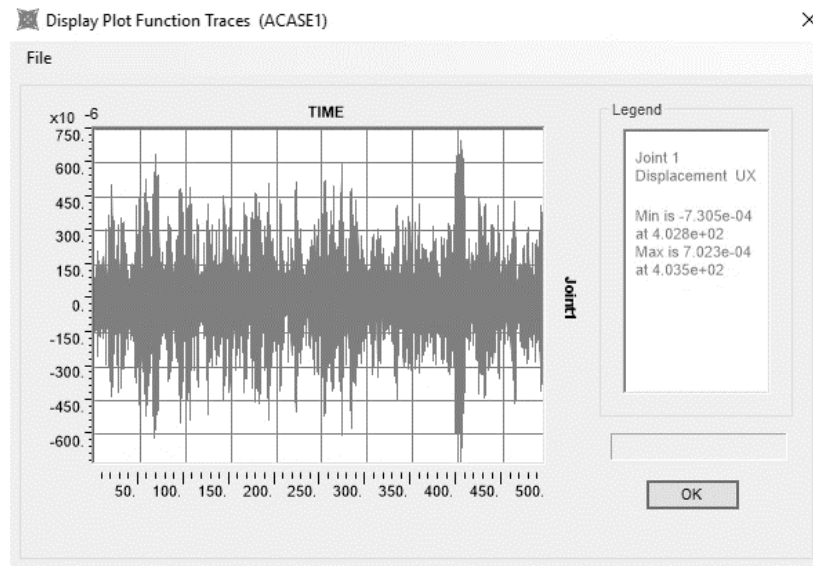 Display Plot Function Traces (ACASE1)
File
x10 -6
TIME
750.
600.
450.
300.
150.
0.
-150.
-300.
-450.
-600.
50. 100. 150. 200. 250. 300. 350. 400. 450. 500.
Joint1
Legend
Joint 1
Displacement UX
Min is -7.305e-04
at 4.028e+02
Max is 7.023e-04
at 4.035e+02
OK